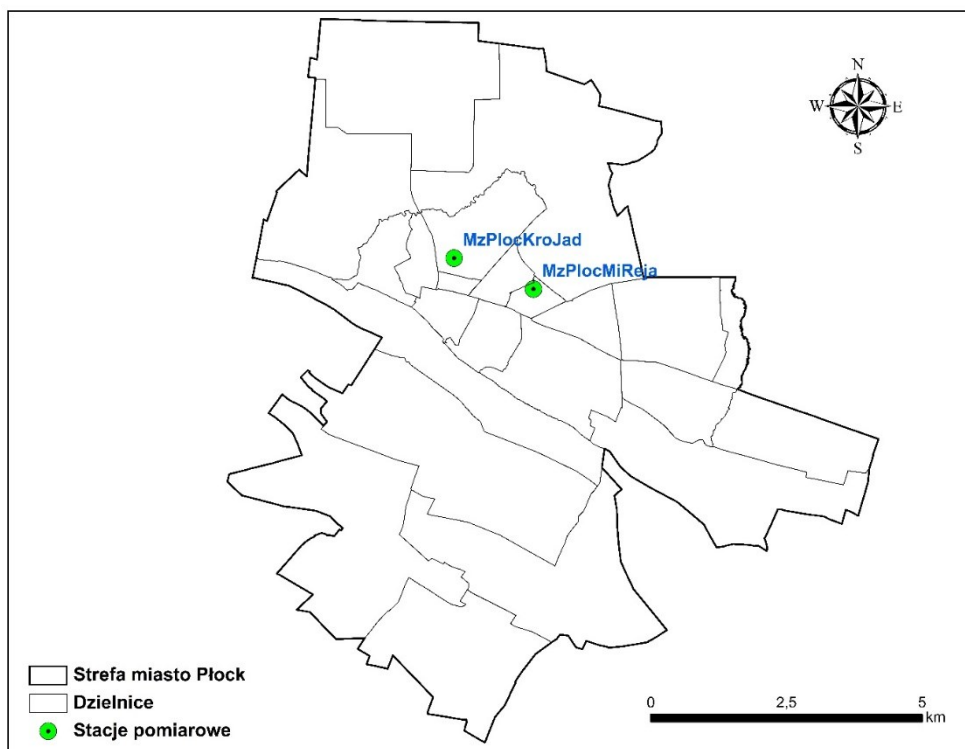 N
W E
S
MzPlocKroJad
MzPlocMiReja
Strefa miasto Płock
Dzielnice
Stacje pomiarowe
0 2,5 5
km